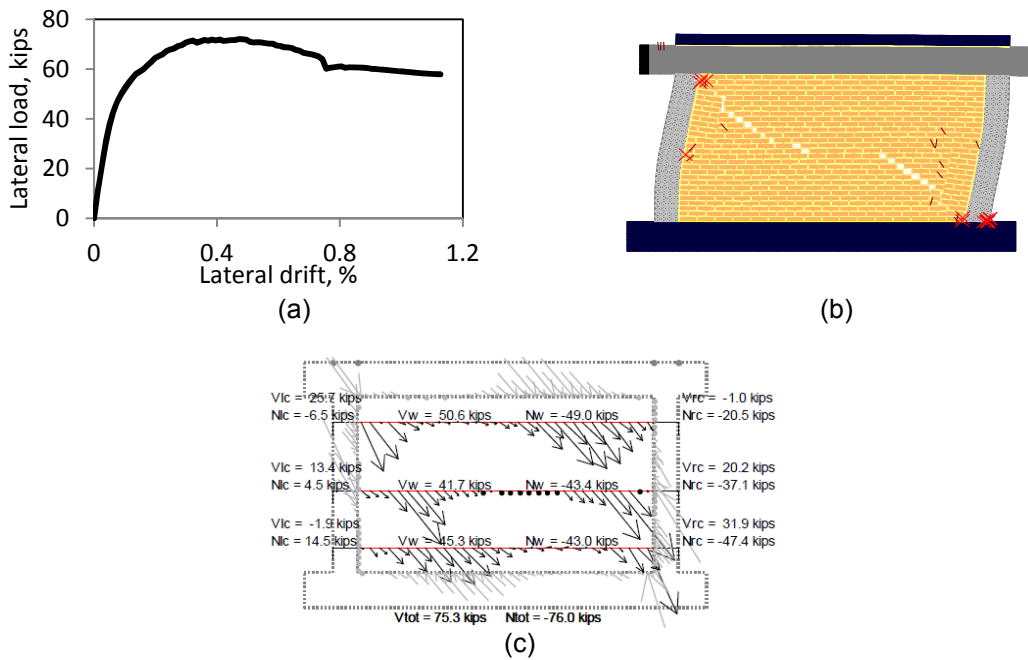 80
60
40
20
0
Lateral load, kips
0 0.4 0.8 1.2
Lateral drift, %
(a)
(b)
Vlc = 25.7 kips
Nlc = -6.5 kips
Vw = 50.6 kips Nw = -49.0 kips
Vrc = -1.0 kips
Nrc = -20.5 kips
Vlc = 13.4 kips
Nlc = 4.5 kips
Vw = 41.7 kips Nw = -43.4 kips
Vrc = 20.2 kips
Nrc = -37.1 kips
Vlc = -1.9 kips
Nlc = 14.5 kips
Vw = 45.3 kips Nw = -43.0 kips
Vrc = 31.9 kips
Nrc = -47.4 kips
Vtot = 75.3 kips Ntot = -76.0 kips
(c)